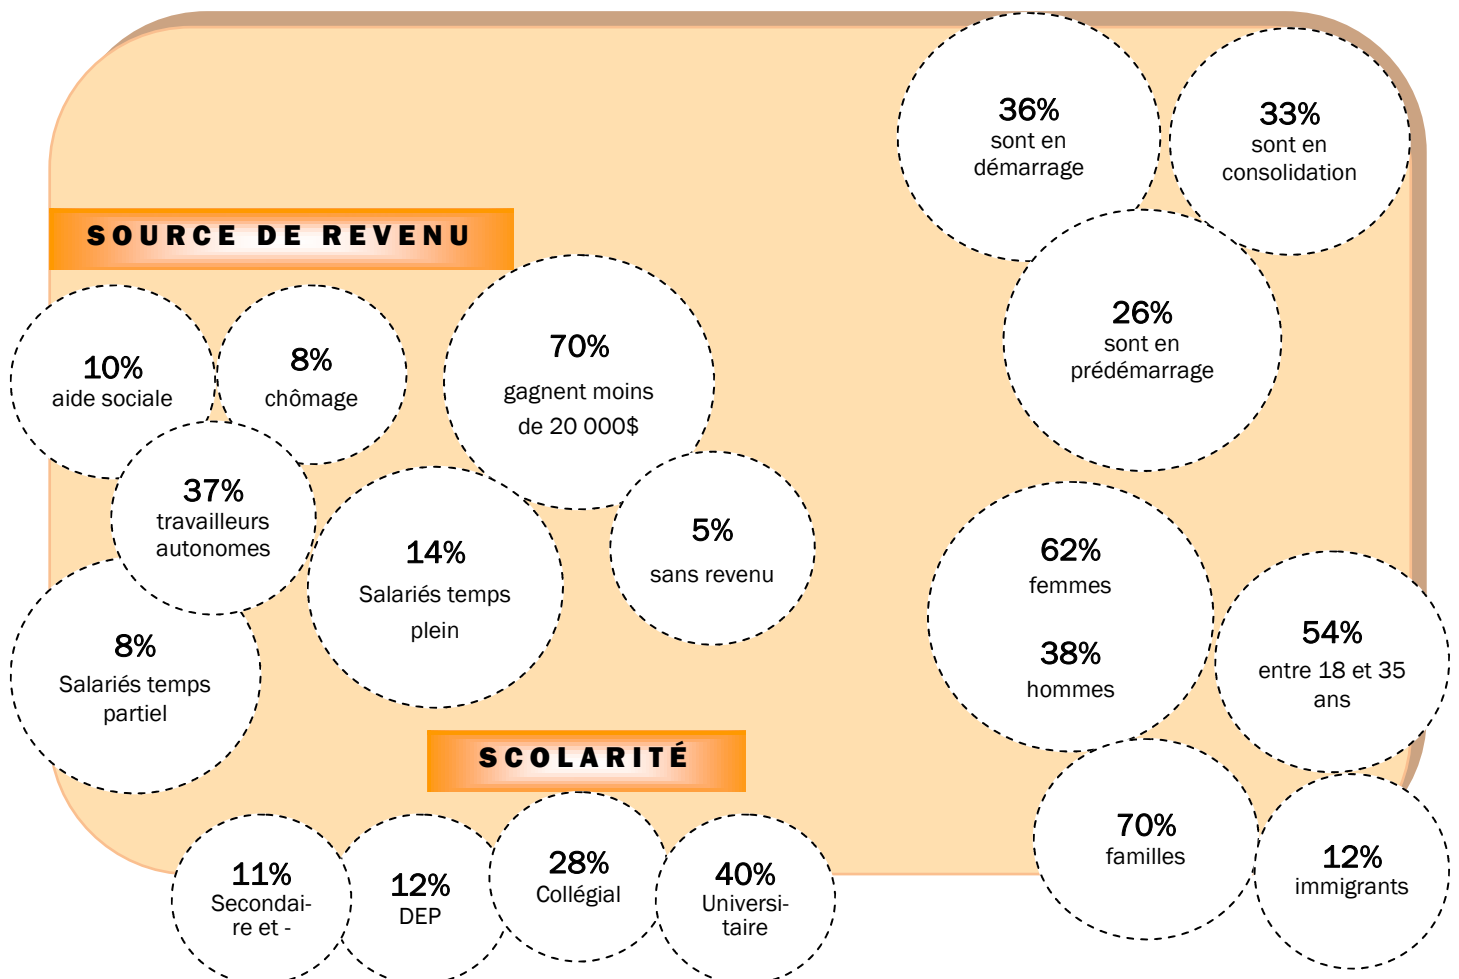 36%
sont en
démarrage
33%
sont en
consolidation
26%
sont en
prédémarrage
SOURCE DE REVENU
10%
aide sociale
8%
chômage
70%
gagnent moins
de 20 000$
37%
travailleurs
autonomes
14%
Salariés temps
plein
5%
sans revenu
8%
Salariés temps
partiel
62%
femmes
38%
hommes
54%
entre 18 et 35
ans
70%
familles
12%
immigrants
SCOLARITÉ
11%
Secondai-
re et -
12%
DEP
28%
Collégial
40%
Universi-
taire